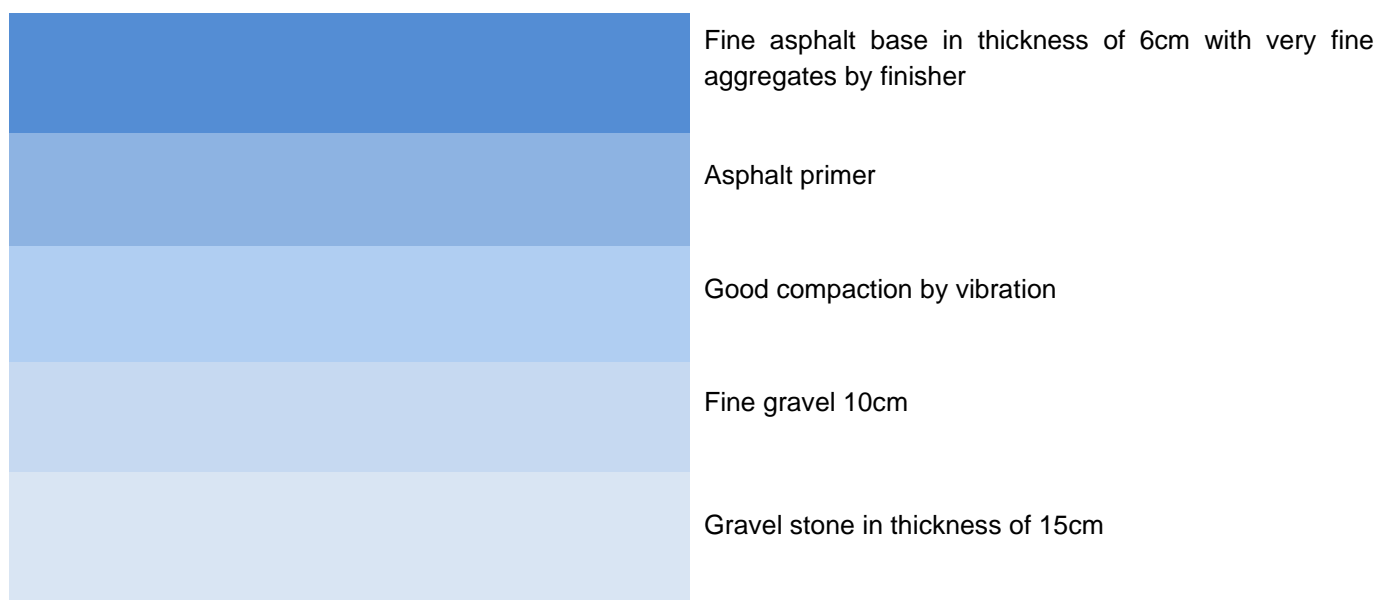 Fine asphalt base in thickness of 6cm with very fine
aggregates by finisher
Asphalt primer
Good compaction by vibration
Fine gravel 10cm
Gravel stone in thickness of 15cm